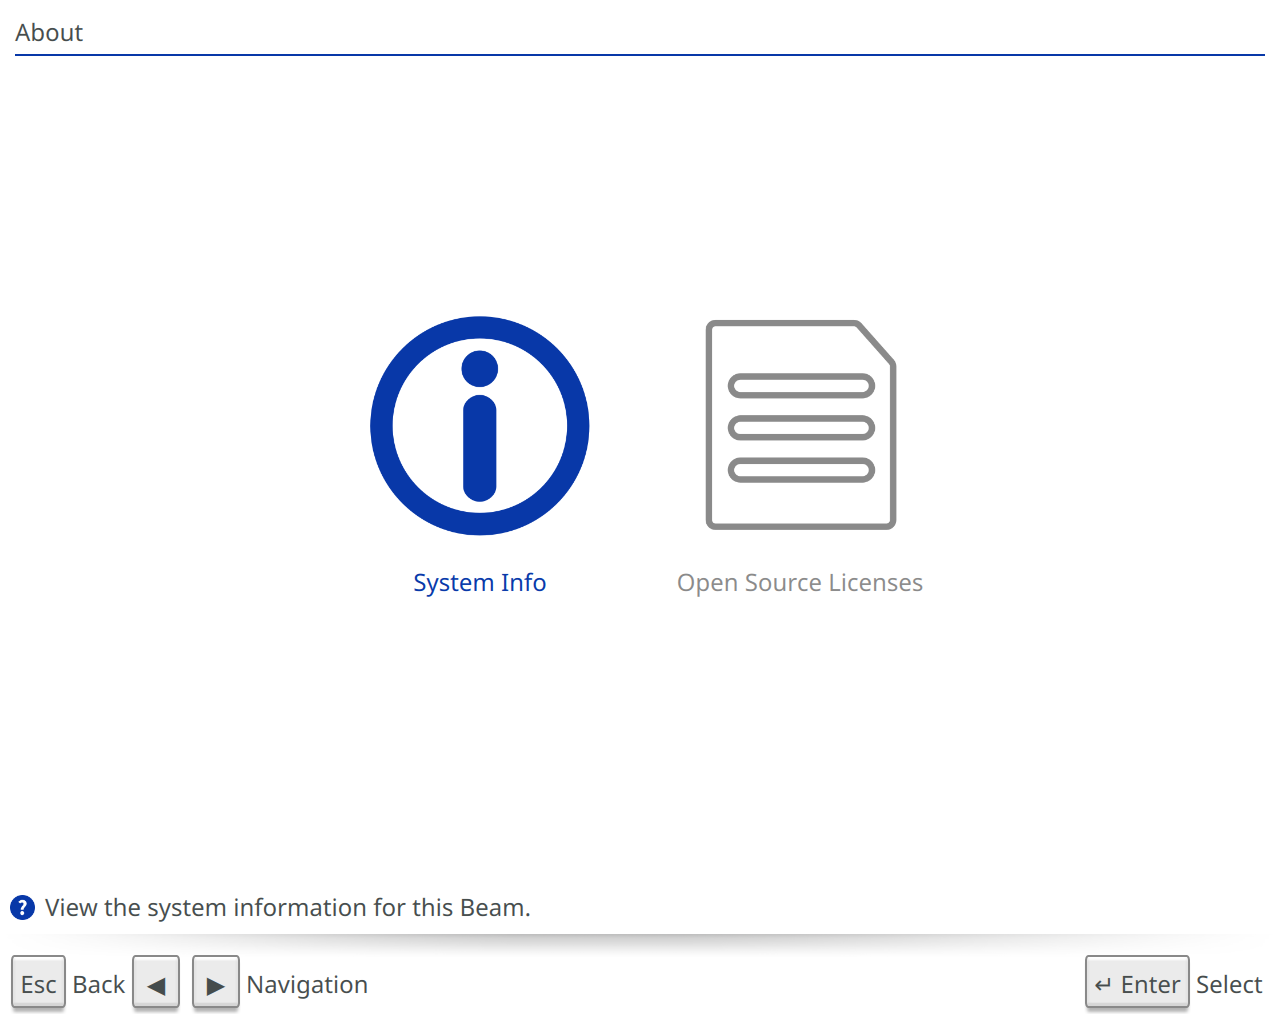 About
System Info
Open Source Licenses
? View the system information for this Beam.
Esc Back ◀ ▶ Navigation ↵ Enter Select